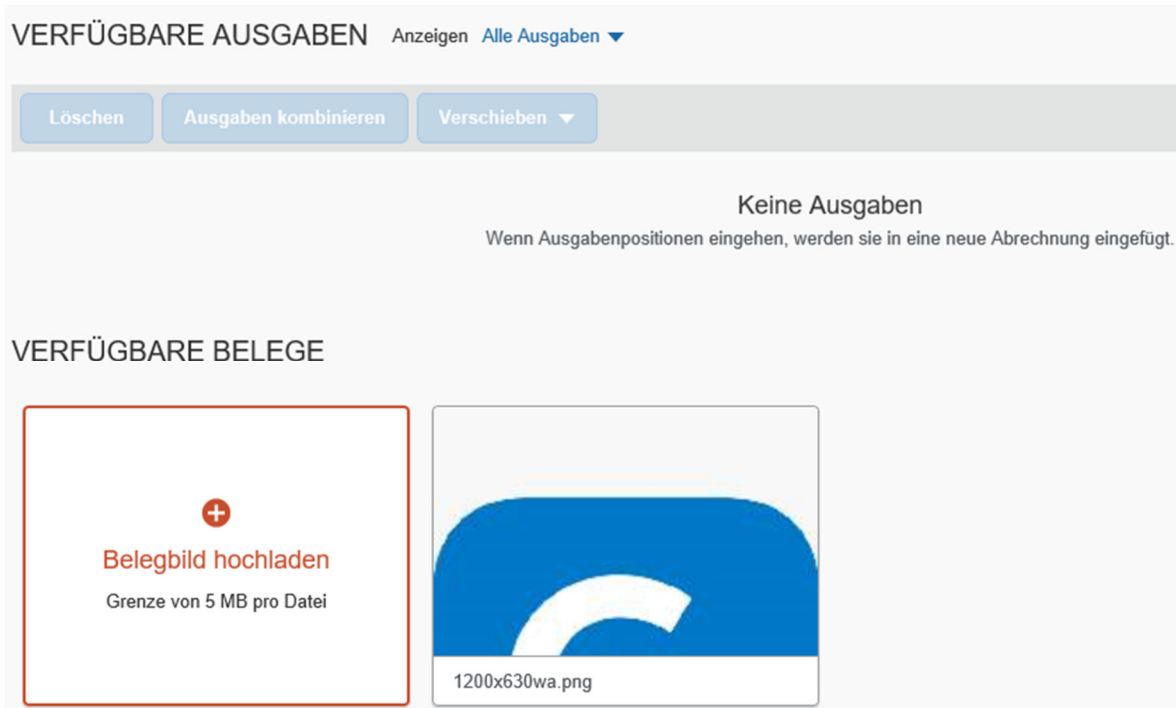 VERFÜGBARE AUSGABEN Anzeigen Alle Ausgaben
Löschen Ausgaben kombinieren Verschieben
Keine Ausgaben
Wenn Ausgabenpositionen eingehen, werden sie in eine neue Abrechnung eingefügt.
VERFÜGBARE BELEGE
Belegbild hochladen
Grenze von 5 MB pro Datei
1200x630wa.png